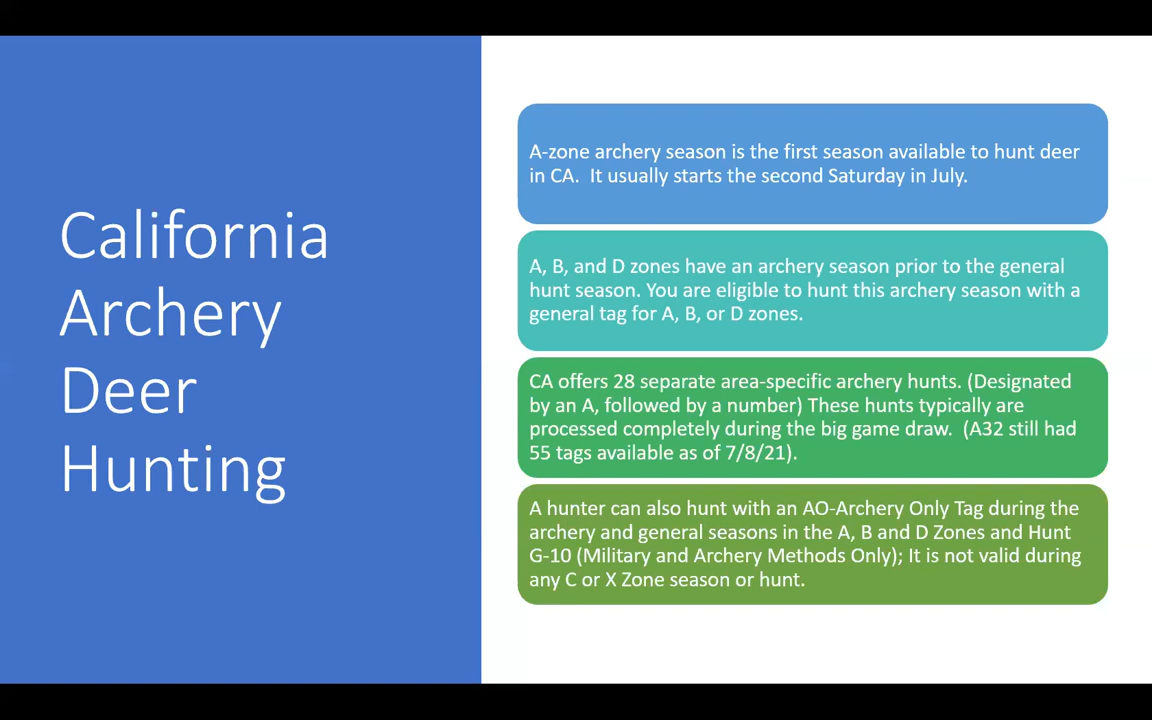 California
Archery
Deer
Hunting
A-zone archery season is the first season available to hunt deer
in CA.  It usually starts the second Saturday in July.
A, B, and D zones have an archery season prior to the general
hunt season. You are eligible to hunt this archery season with a
general tag for A, B, or D zones.
CA offers 28 separate area-specific archery hunts. (Designated
by an A, followed by a number) These hunts typically are
processed completely during the big game draw.  (A32 still had
55 tags available as of 7/8/21).
A hunter can also hunt with an AO-Archery Only Tag during the
archery and general seasons in the A, B and D Zones and Hunt
G-10 (Military and Archery Methods Only); It is not valid during
any C or X Zone season or hunt.